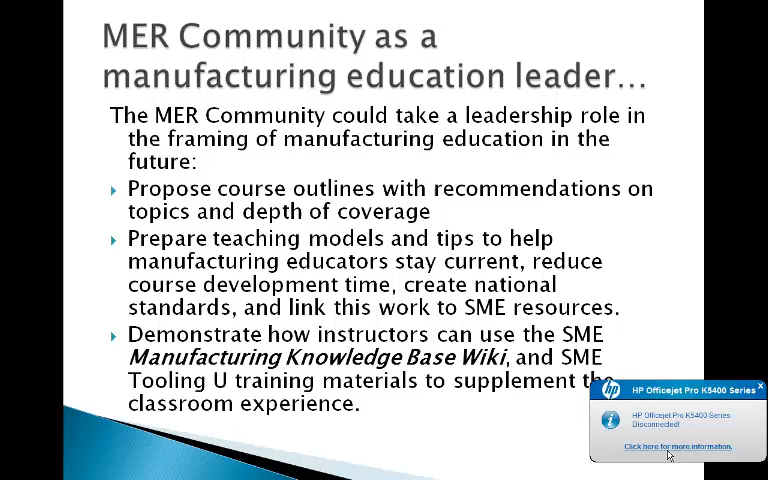 MER Community as a
manufacturing education leader…
The MER Community could take a leadership role in
the framing of manufacturing education in the
future:
Propose course outlines with recommendations on
topics and depth of coverage
Prepare teaching models and tips to help
manufacturing educators stay current, reduce
course development time, create national
standards, and link this work to SME resources.
Demonstrate how instructors can use the SME
Manufacturing Knowledge Base Wiki, and SME
Tooling U training materials to supplement the
classroom experience.
hp HP Officejet Pro K5400 Series
HP Officejet Pro K5400 Series
Disconnected!
Click here for more information.